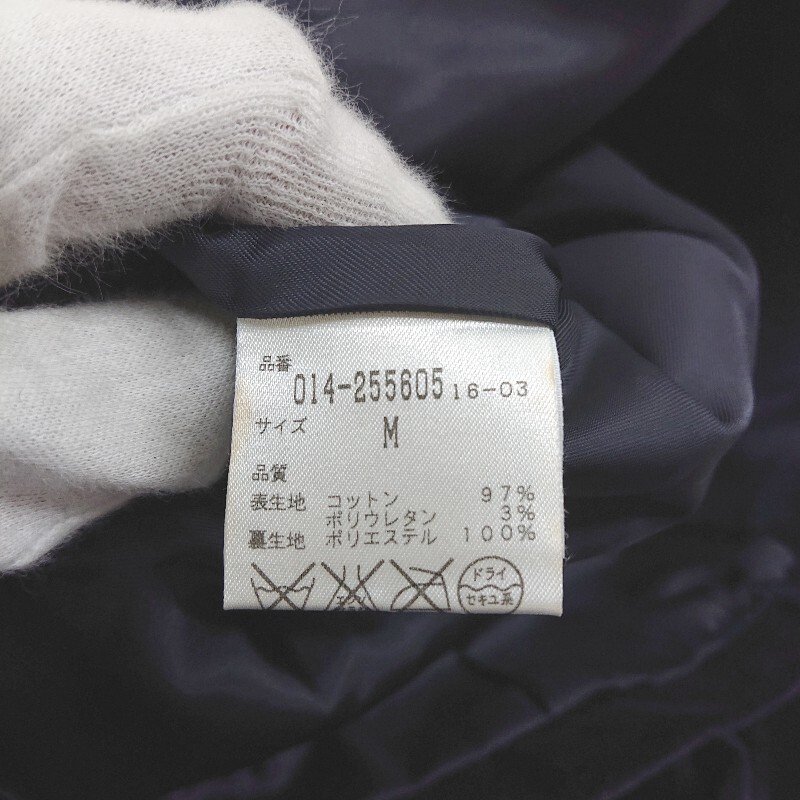 品番
014-255605 16-03
サイズ M
品質
表生地 コットン 97%
ポリウレタン 3%
裏生地 ポリエステル 100%
ドライ
セキユ系